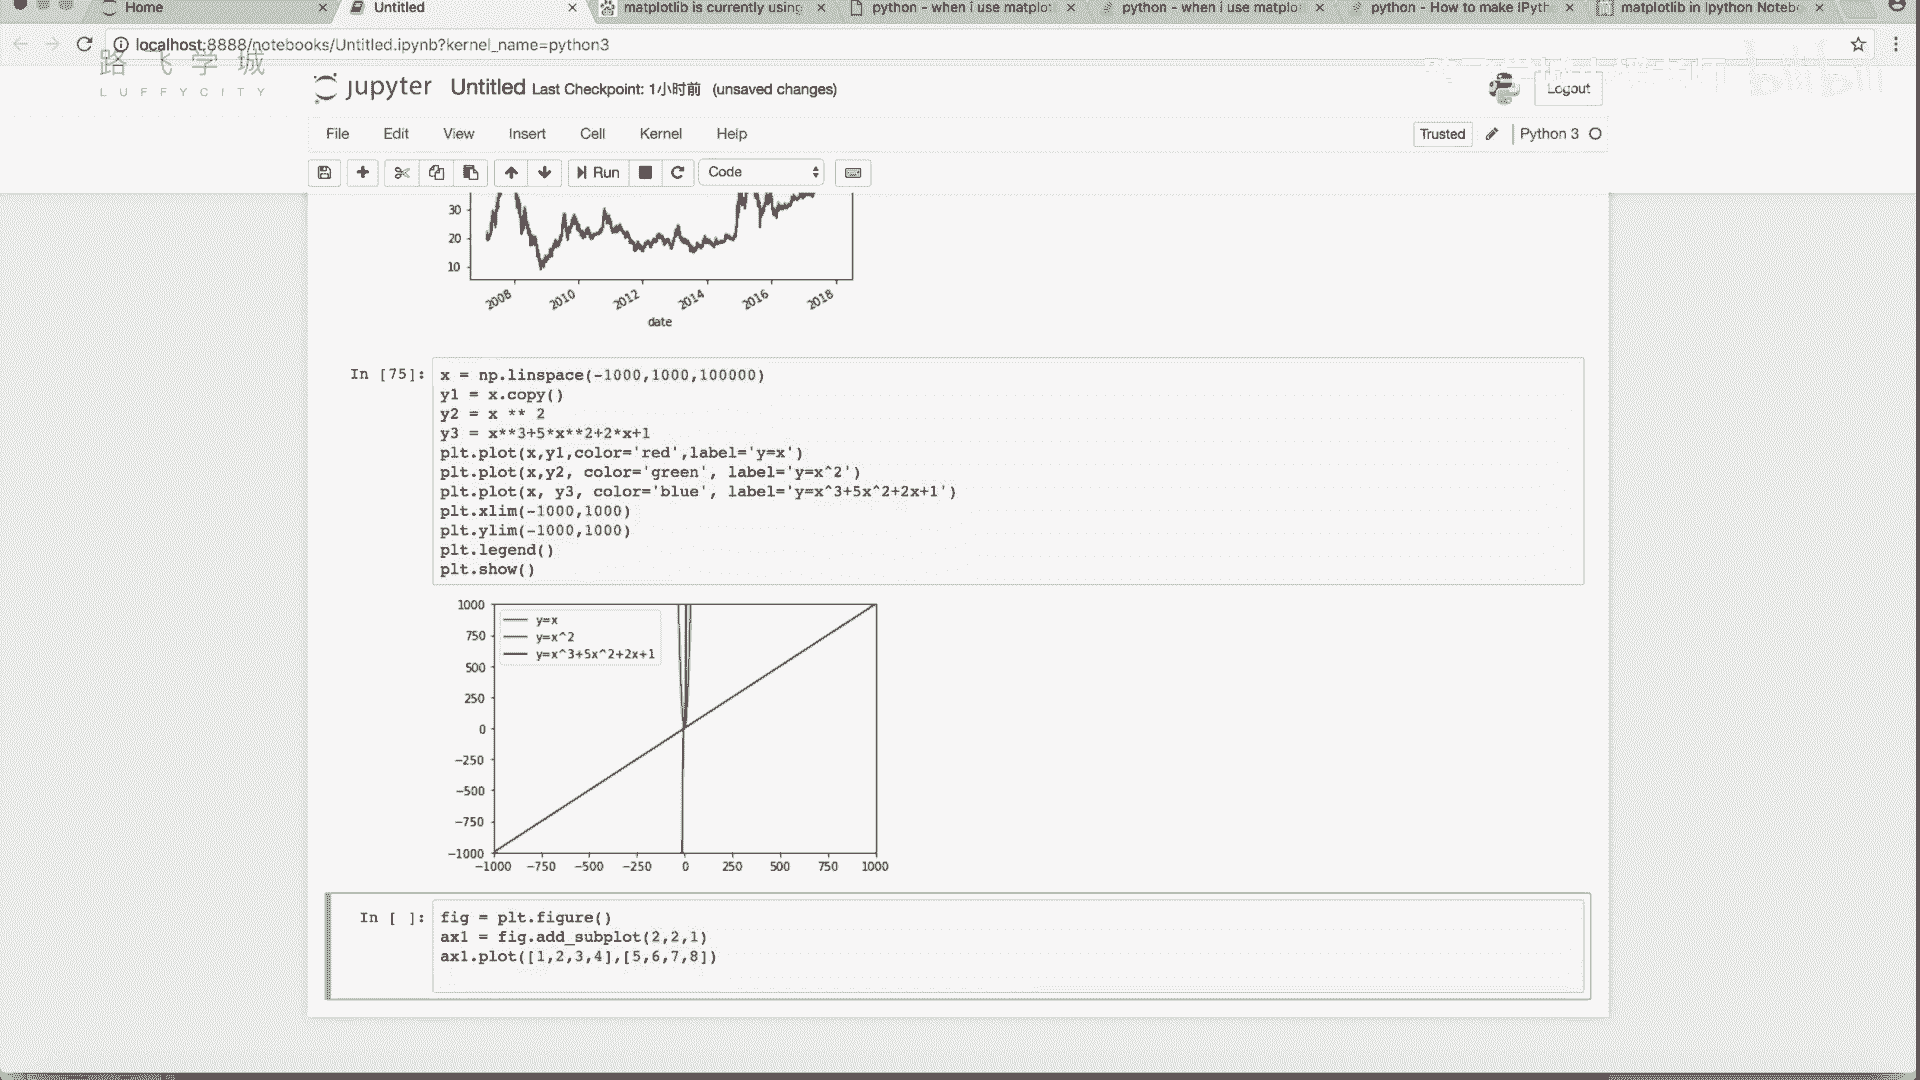 Home
Untitled
matplotlib is currently using
python - when i use matplot
python - when i use matplo
python - How to make IPyth
matplotlib in Ipython Notebo
localhost:8888/notebooks/Untitled.ipynb?kernel_name=python3
路飞学城
LUFFYCITY
jupyter Untitled Last Checkpoint: 1小时前 (unsaved changes)
Logout
File Edit View Insert Cell Kernel Help
Trusted
Python 3
Run
Code
30
20
10
2008 2010 2012 2014 2016 2018
date
In [75]:
x = np.linspace(-1000,1000,100000)
y1 = x.copy()
y2 = x ** 2
y3 = x**3+5*x**2+2*x+1
plt.plot(x,y1,color='red',label='y=x')
plt.plot(x,y2, color='green', label='y=x^2')
plt.plot(x, y3, color='blue', label='y=x^3+5x^2+2x+1')
plt.xlim(-1000,1000)
plt.ylim(-1000,1000)
plt.legend()
plt.show()
y=x
y=x^2
y=x^3+5x^2+2x+1
1000
750
500
250
0
−250
−500
−750
−1000
−1000 −750 −500 −250 0 250 500 750 1000
In [ ]:
fig = plt.figure()
ax1 = fig.add_subplot(2,2,1)
ax1.plot([1,2,3,4],[5,6,7,8])